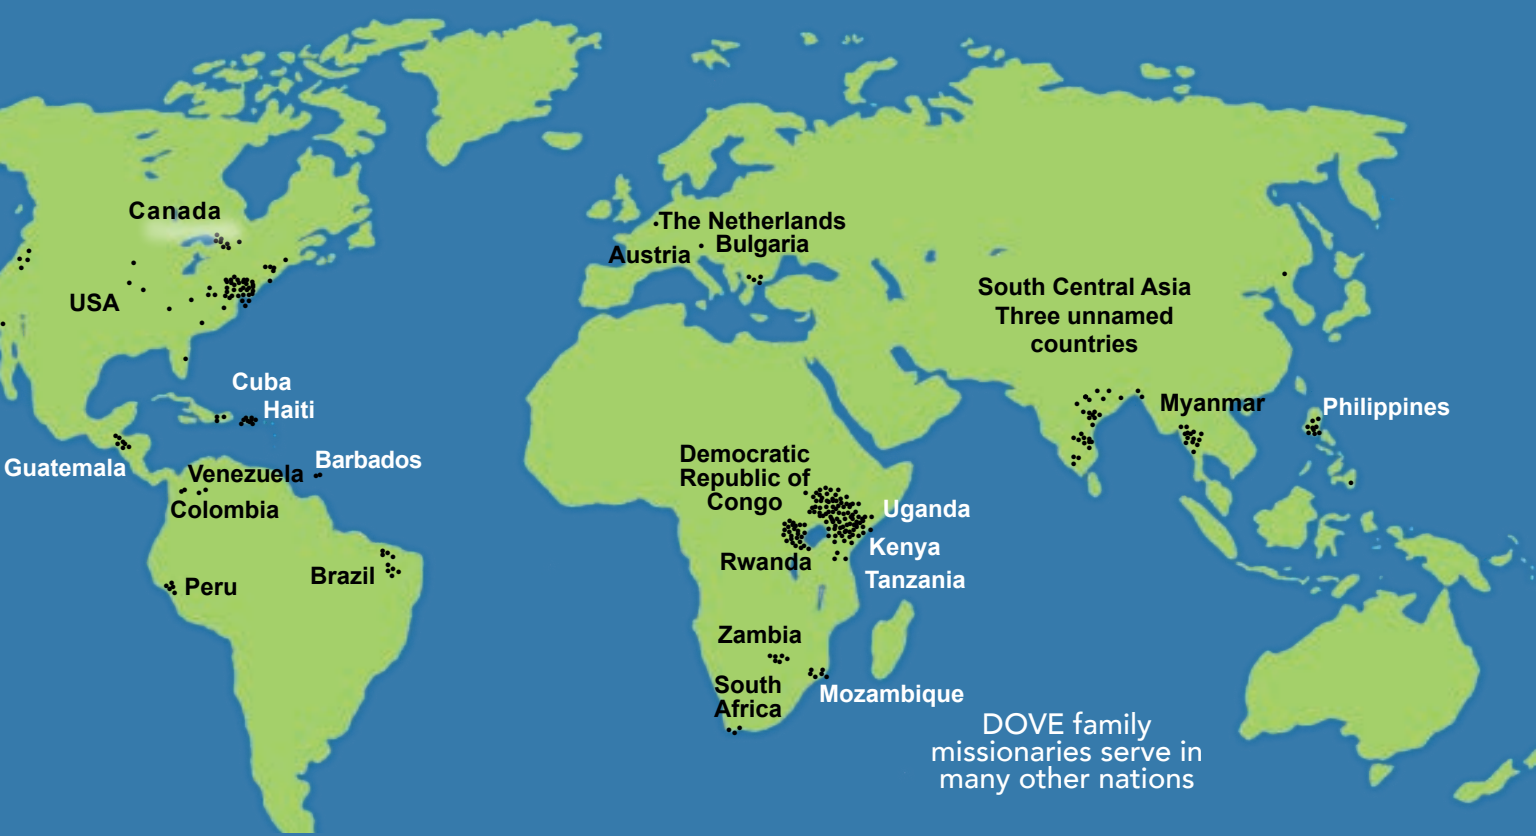 Canada
USA
Cuba
Haiti
Guatemala
Venezuela
Barbados
Colombia
Peru
Brazil
The Netherlands
Austria
Bulgaria
South Central Asia
Three unnamed
countries
Myanmar
Philippines
Democratic
Republic of
Congo
Uganda
Kenya
Rwanda
Tanzania
Zambia
South
Africa
Mozambique
DOVE family
missionaries serve in
many other nations